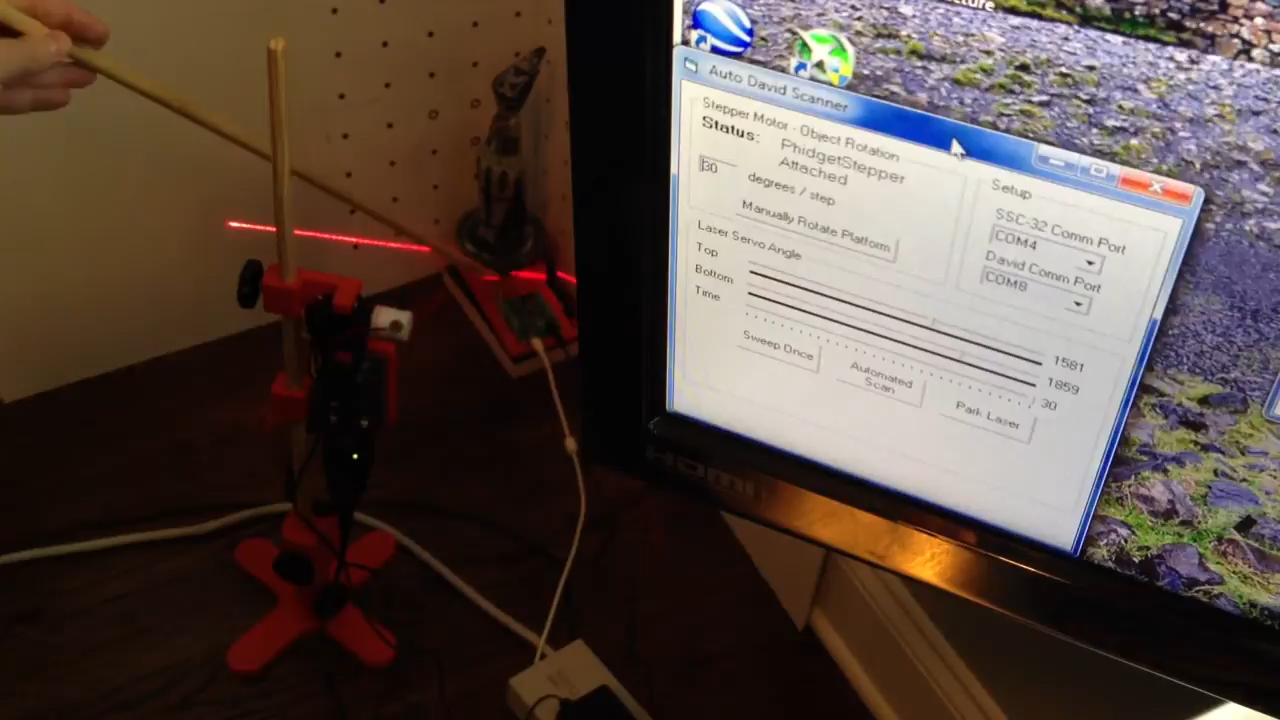 cture
Auto David Scanner
Stepper Motor - Object Rotation
Status:
PhidgetStepper
Attached
30
degrees / step
Manually Rotate Platform
Setup
SSC-32 Comm Port
COM4
David Comm Port
COM8
Laser Servo Angle
Top
1581
Bottom
1859
Time
30
Sweep Once
Automated
Scan
Park Laser
HDMI